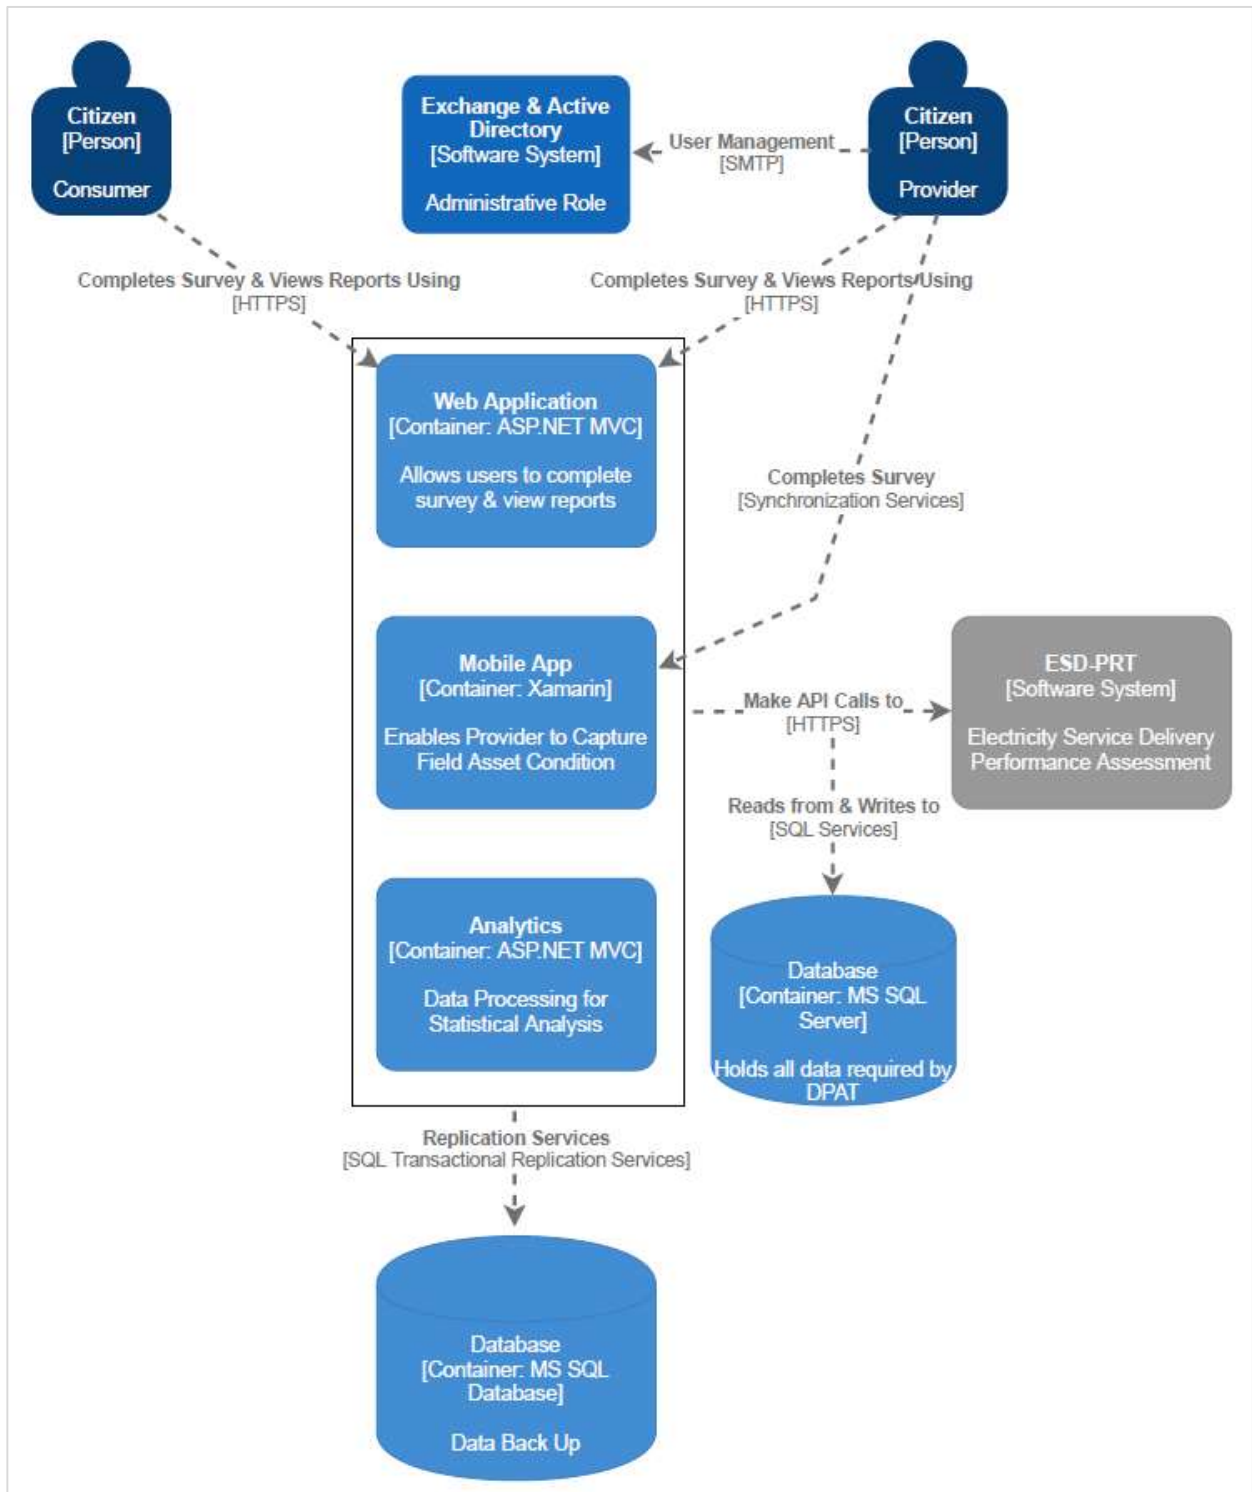 Citizen
[Person]
Consumer
Exchange & Active
Directory
[Software System]
Administrative Role
User Management
[SMTP]
Citizen
[Person]
Provider
Completes Survey & Views Reports Using
[HTTPS]
Completes Survey & Views Reports Using
[HTTPS]
Web Application
[Container: ASP.NET MVC]
Allows users to complete
survey & view reports
Completes Survey
[Synchronization Services]
Mobile App
[Container: Xamarin]
Enables Provider to Capture
Field Asset Condition
Make API Calls to
[HTTPS]
ESD-PRT
[Software System]
Electricity Service Delivery
Performance Assessment
Reads from & Writes to
[SQL Services]
Analytics
[Container: ASP.NET MVC]
Data Processing for
Statistical Analysis
Database
[Container: MS SQL
Server]
Holds all data required by
DPAT
Replication Services
[SQL Transactional Replication Services]
Database
[Container: MS SQL
Database]
Data Back Up